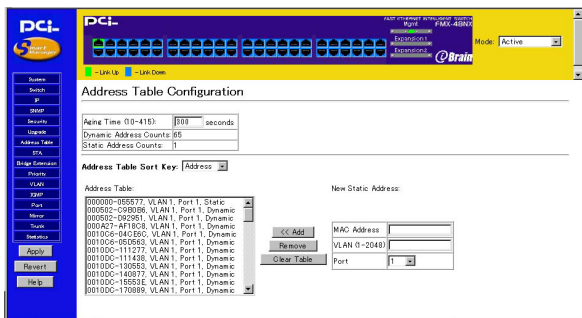 PCi
Smart
Manager
System
Switch
IP
SNMP
Security
Upgrade
Address Table
STA
Bridge Extension
Priority
VLAN
IGMP
Port
Mirror
Trunk
Statistics
Apply
Revert
Help
PCi
FAST ETHERNET INTELLIGENT SWITCH
Mgmt FMX-48NX
Expansion1
Expansion2
Brain
Mode: Active
- Link Up - Link Down
Address Table Configuration
Aging Time (10-415): 300 seconds
Dynamic Address Counts: 65
Static Address Counts: 1
Address Table Sort Key: Address
Address Table:
000000-055577, VLAN 1, Port 1, Static
000502-C9B0B6, VLAN 1, Port 1, Dynamic
000502-D92951, VLAN 1, Port 1, Dynamic
000A27-AF18C8, VLAN 1, Port 1, Dynamic
0010C6-04CE6C, VLAN 1, Port 1, Dynamic
0010C6-05D563, VLAN 1, Port 1, Dynamic
0010DC-111277, VLAN 1, Port 1, Dynamic
0010DC-111438, VLAN 1, Port 1, Dynamic
0010DC-130553, VLAN 1, Port 1, Dynamic
0010DC-140877, VLAN 1, Port 1, Dynamic
0010DC-15553E, VLAN 1, Port 1, Dynamic
0010DC-170889, VLAN 1, Port 1, Dynamic
<< Add
Remove
Clear Table
New Static Address:
MAC Address
VLAN (1-2048)
Port 1